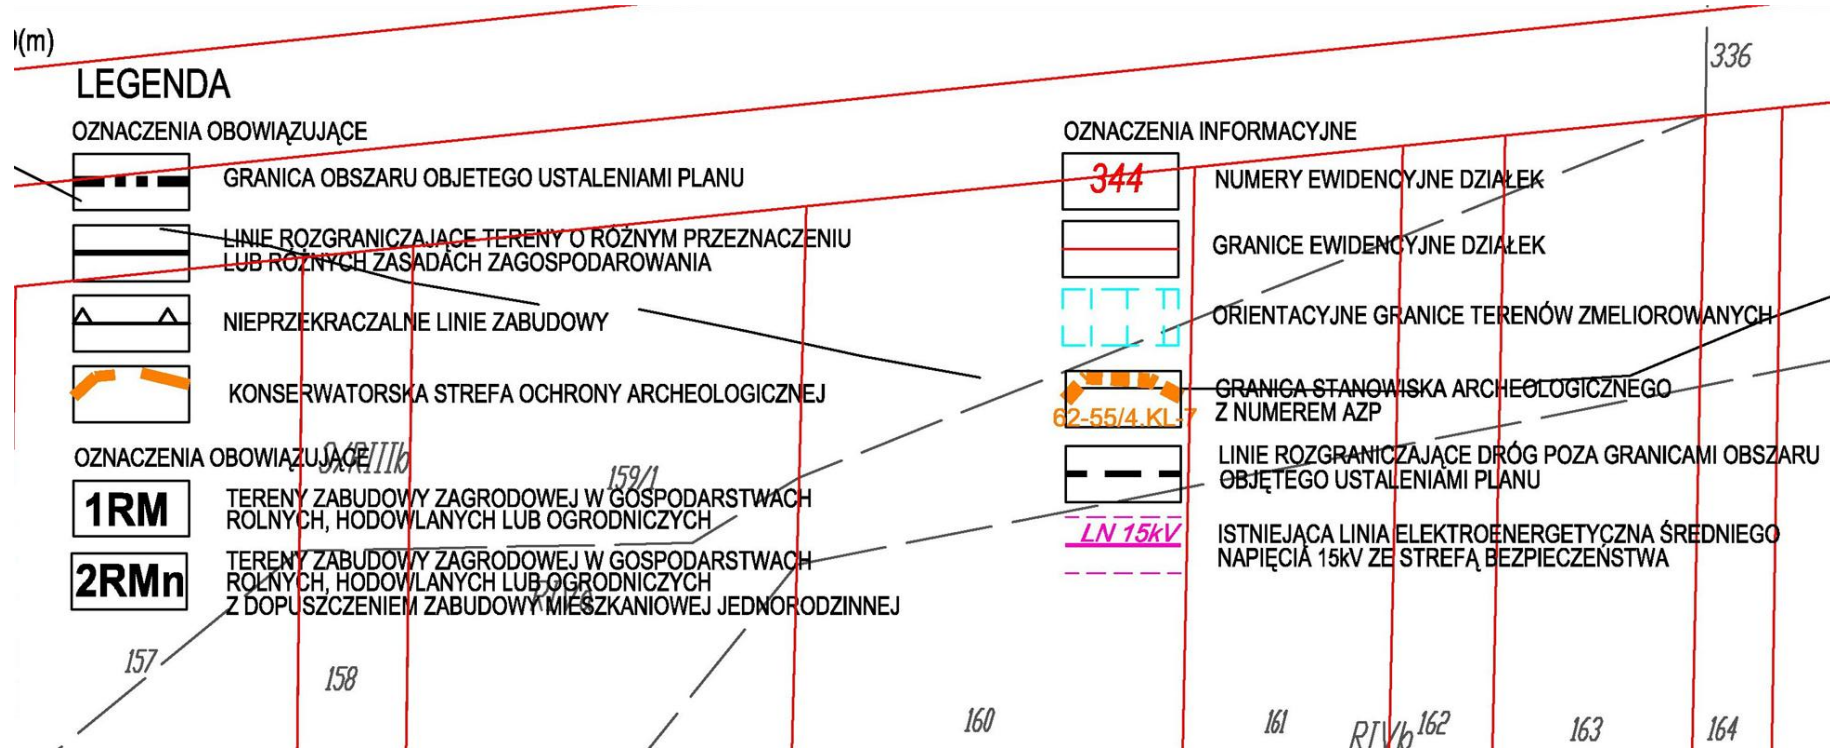 )(m)
LEGENDA
OZNACZENIA OBOWIĄZUJĄCE
GRANICA OBSZARU OBJETEGO USTALENIAMI PLANU
LINIE ROZGRANICZAJĄCE TERENY O RÓŻNYM PRZEZNACZENIU
LUB RÓŻNYCH ZASADACH ZAGOSPODAROWANIA
NIEPRZEKRACZALNE LINIE ZABUDOWY
KONSERWATORSKA STREFA OCHRONY ARCHEOLOGICZNEJ
OZNACZENIA OBOWIĄZUJĄCE
1RM
TERENY ZABUDOWY ZAGRODOWEJ W GOSPODARSTWACH
ROLNYCH, HODOWLANYCH LUB OGRODNICZYCH
2RMn
TERENY ZABUDOWY ZAGRODOWEJ W GOSPODARSTWACH
ROLNYCH, HODOWLANYCH LUB OGRODNICZYCH
Z DOPUSZCZENIEM ZABUDOWY MIESZKANIOWEJ JEDNORODZINNEJ
OZNACZENIA INFORMACYJNE
344
NUMERY EWIDENCYJNE DZIAŁEK
GRANICE EWIDENCYJNE DZIAŁEK
ORIENTACYJNE GRANICE TERENÓW ZMELIOROWANYCH
62-55/4.KL-7
GRANICA STANOWISKA ARCHEOLOGICZNEGO
Z NUMEREM AZP
LINIE ROZGRANICZAJĄCE DRÓG POZA GRANICAMI OBSZARU
OBJĘTEGO USTALENIAMI PLANU
LN 15kV
ISTNIEJĄCA LINIA ELEKTROENERGETYCZNA ŚREDNIEGO
NAPIĘCIA 15kV ZE STREFĄ BEZPIECZEŃSTWA
336
159/1
157
158
160
161
RIVb
162
163
164